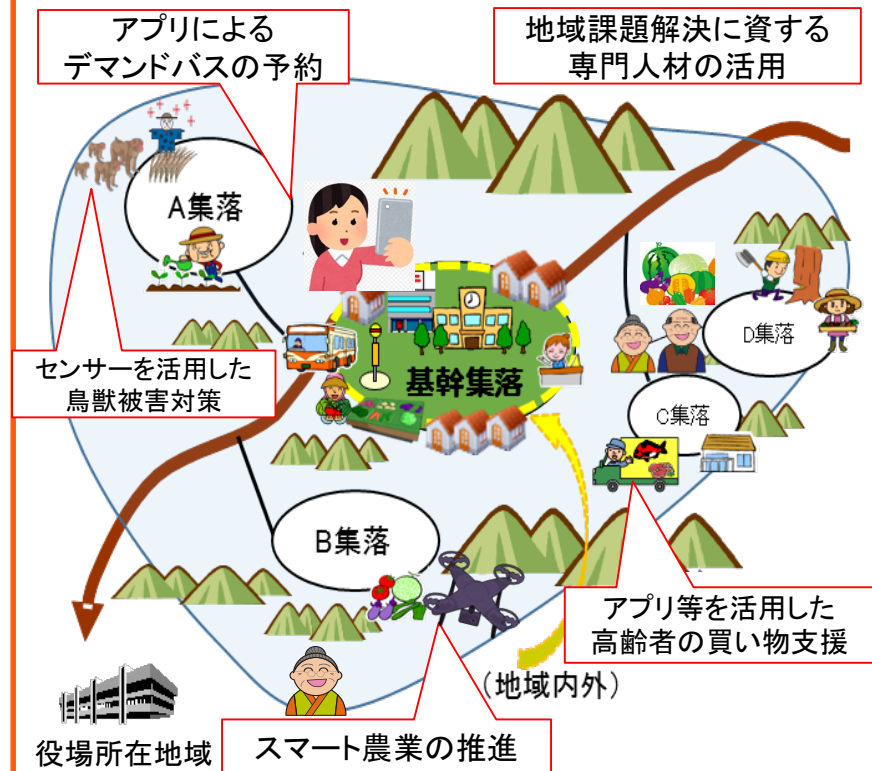 アプリによる
デマンドバスの予約
地域課題解決に資する
専門人材の活用
A集落
D集落
センサーを活用した
鳥獣被害対策
基幹集落
C集落
B集落
アプリ等を活用した
高齢者の買い物支援
(地域内外)
役場所在地域
スマート農業の推進